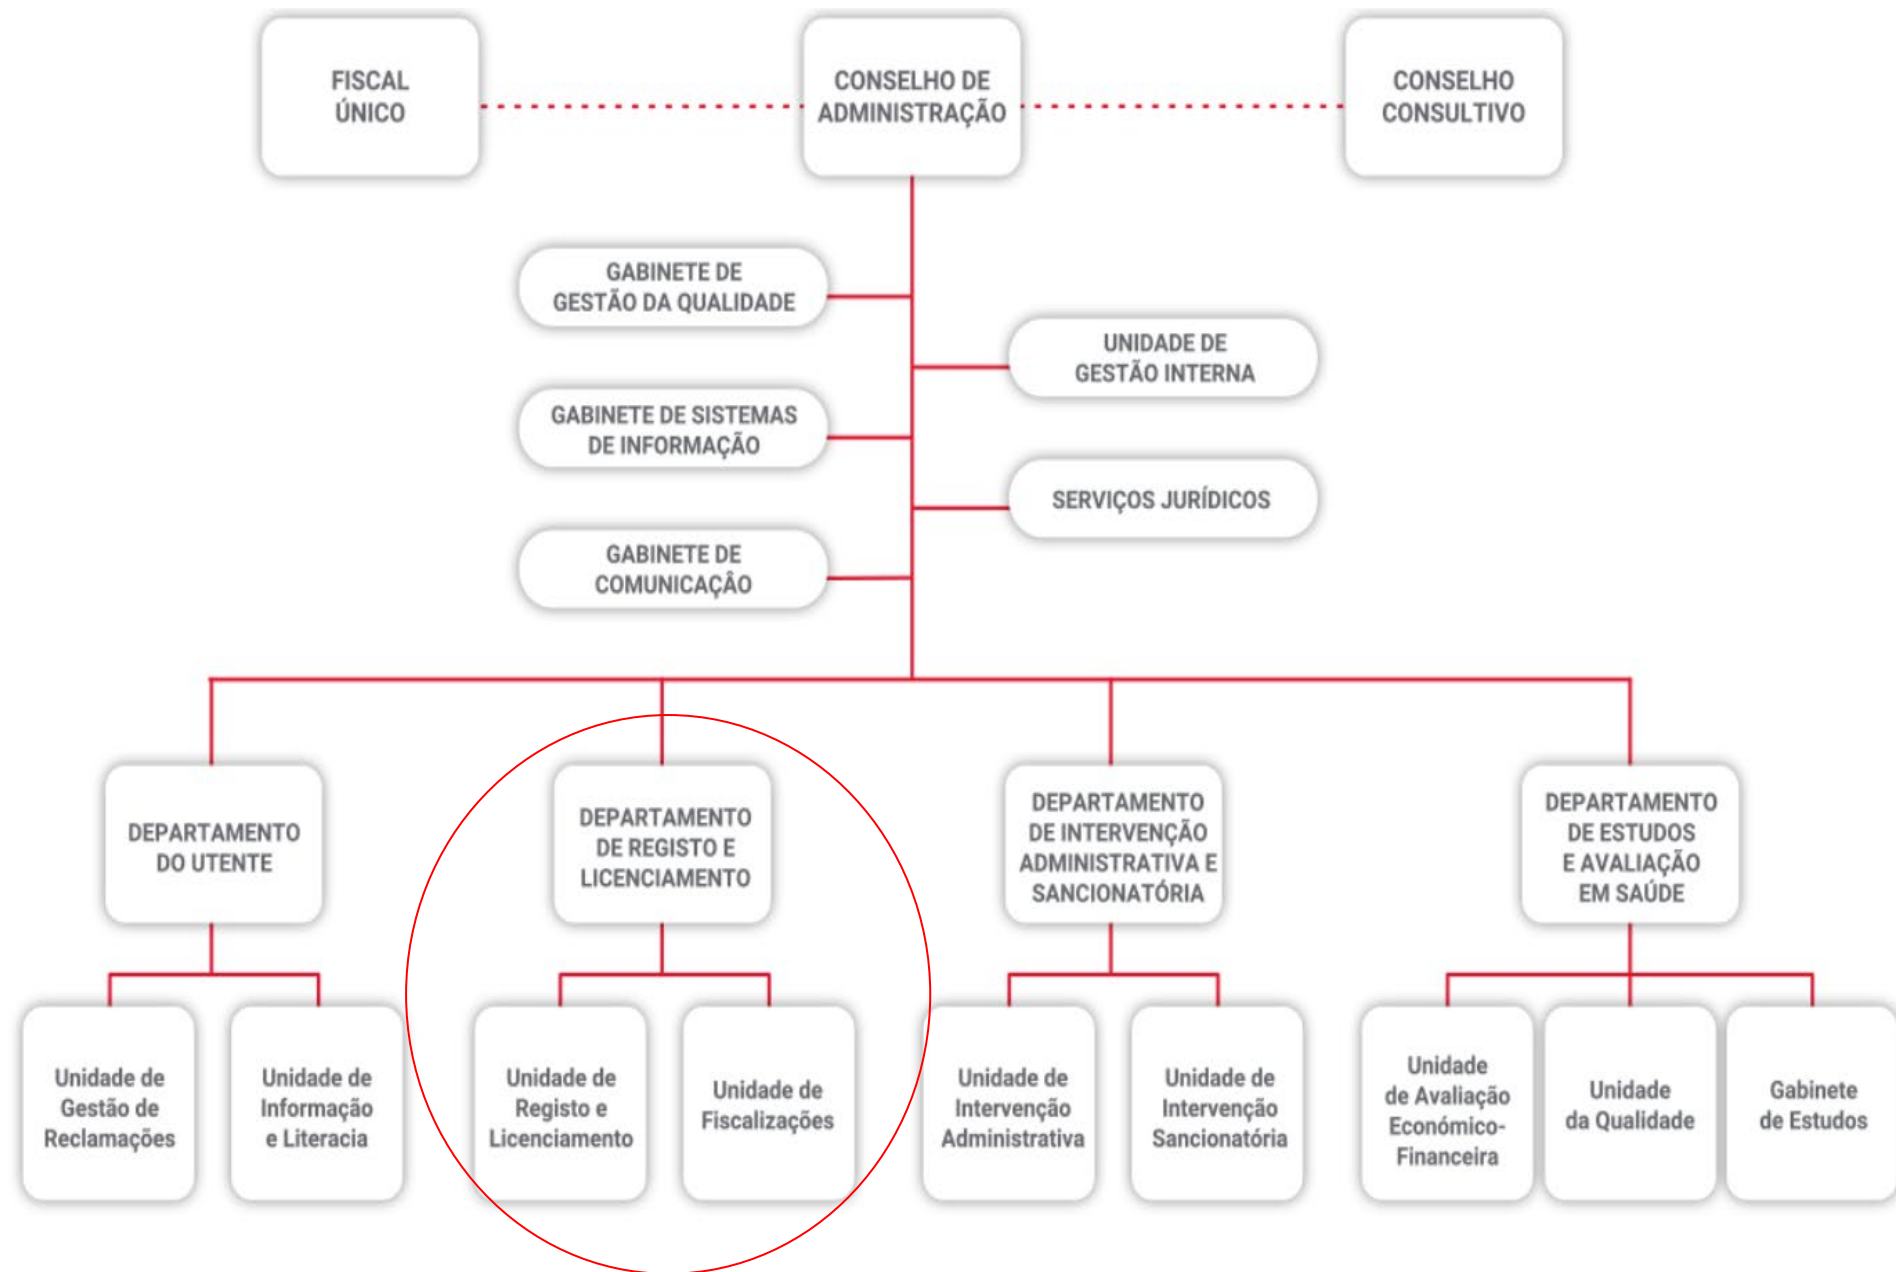 FISCAL
ÚNICO
CONSELHO DE
ADMINISTRAÇÃO
CONSELHO
CONSULTIVO
GABINETE DE
GESTÃO DA QUALIDADE
UNIDADE DE
GESTÃO INTERNA
GABINETE DE SISTEMAS
DE INFORMAÇÃO
SERVIÇOS JURÍDICOS
GABINETE DE
COMUNICAÇÂO
DEPARTAMENTO
DO UTENTE
DEPARTAMENTO
DE REGISTO E
LICENCIAMENTO
DEPARTAMENTO
DE INTERVENÇÃO
ADMINISTRATIVA E
SANCIONATÓRIA
DEPARTAMENTO
DE ESTUDOS
E AVALIAÇÃO
EM SAÚDE
Unidade de
Gestão de
Reclamações
Unidade de
Informação
e Literacia
Unidade de
Registo e
Licenciamento
Unidade de
Fiscalizações
Unidade de
Intervenção
Administrativa
Unidade de
Intervenção
Sancionatória
Unidade
de Avaliação
Económico-
Financeira
Unidade
da Qualidade
Gabinete
de Estudos